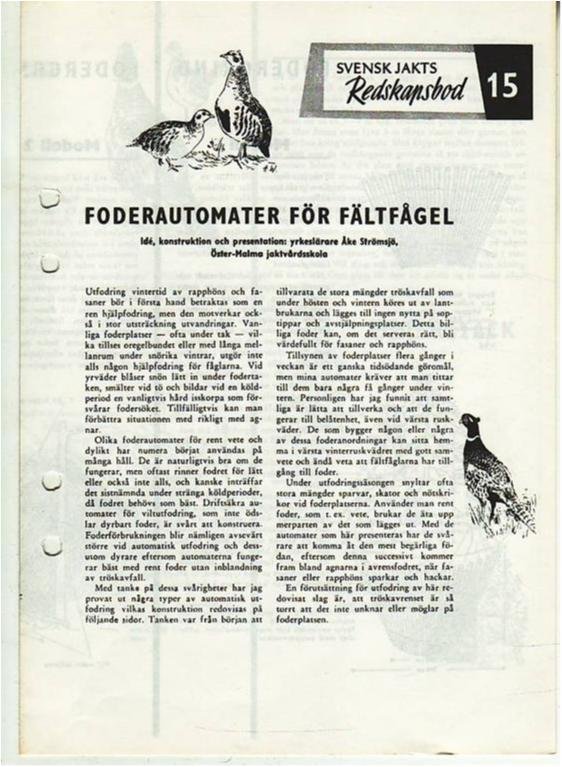 SVENSK JAKTS
Redskapsbod
15
FODERAUTOMATER FÖR FÄLTFÅGEL
Idé, konstruktion och presentation: yrkeslärare Åke Strömsjö,
Öster-Malma jaktvårdsskola
Utfodring vintertid av rapphöns och fa-
saner bör i första hand betraktas som en
ren hjälpfodring, men den motverkar ock-
så i stor utsträckning utvandringar. Van-
liga foderplatser — ofta under tak — vil-
ka tillses oregelbundet eller med långa mel-
lanrum under snörika vintrar, utgör inte
alls någon hjälpfodring för fåglarna. Vid
yrväder blåser snön lätt in under foderta-
ken, smälter vid tö och bildar vid en köld-
period en vanligtvis hård isskorpa som för-
svårar fodersöket. Tillfälligtvis kan man
förbättra situationen med rikligt med ag-
nar.
Olika foderautomater för rent vete och
dylikt har numera börjat användas på
många håll. De är naturligtvis bra om de
fungerar, men oftast rinner fodret för lätt
eller också inte alls, och kanske inträffar
det sistnämnda under stränga köldperioder,
då fodret behövs som bäst. Driftsäkra au-
tomater för viltutfodring, som inte öds-
lar dyrbart foder, är svårt att konstruera.
Foderförbrukningen blir nämligen avsevärt
större vid automatisk utfodring och dess-
utom dyrare eftersom automaterna funge-
rar bäst med rent foder utan inblandning
av tröskavfall.
Med tanke på dessa svårigheter har jag
provat ut några typer av automatisk ut-
fodring vilkas konstruktion redovisas på
följande sidor. Tanken var från början att
tillvarata de stora mängder tröskavfall som
under hösten och vintern köres ut av lant-
brukarna och lägges till ingen nytta på sop-
tippar och avstjälpningsplatser. Detta bil-
liga foder kan, om det serveras rätt, bli
värdefullt för fasaner och rapphöns.
Tillsynen av foderplatser flera gånger i
veckan är ett ganska tidsödande göromål,
men mina automater kräver att man tittar
till dem bara några få gånger under vin-
tern. Personligen har jag funnit att samt-
liga är lätta att tillverka och att de fun-
gerar till belåtenhet, även vid värsta rusk-
väder. De som bygger någon eller några
av dessa foderanordningar kan sitta hem-
ma i värsta vinterruskvädret med gott sam-
vete och ändå veta att fältfåglarna har till-
gång till foder.
Under utfodringssäsongen snyltar ofta
stora mängder sparvar, skator och nötskri-
kor vid foderplatserna. Använder man rent
foder, som t. ex. vete, brukar de äta upp
merparten av det som lägges ut. Med de
automater som här presenteras har de svå-
rare att komma åt den mest begärliga fö-
dan, eftersom denna successivt kommer
fram bland agnarna i avrensfodret, när fa-
saner eller rapphöns sparkar och hackar.
En förutsättning för utfodring av här re-
dovisat slag är, att tröskavrenset är så
torrt att det inte unknar eller möglar på
foderplatsen.